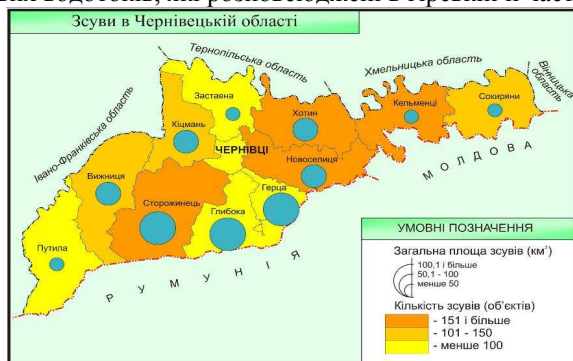 Зсуви в Чернівецькій області
Тернопільська область
Хмельницька область
Вінницька область
Івано-Франківська область
Заставна
Хотин
Кельменці
Сокиряни
Кіцмань
ЧЕРНІВЦІ
Новоселиця
Вижниця
Сторожинець
Герца
Глибока
Путила
МОЛДОВА
РУМУНІЯ
УМОВНІ ПОЗНАЧЕННЯ
Загальна площа зсувів (км²)
100,1 і більше
50,1 - 100
менше 50
Кількість зсувів (об'єктів)
- 151 і більше
- 101 - 150
- менше 100